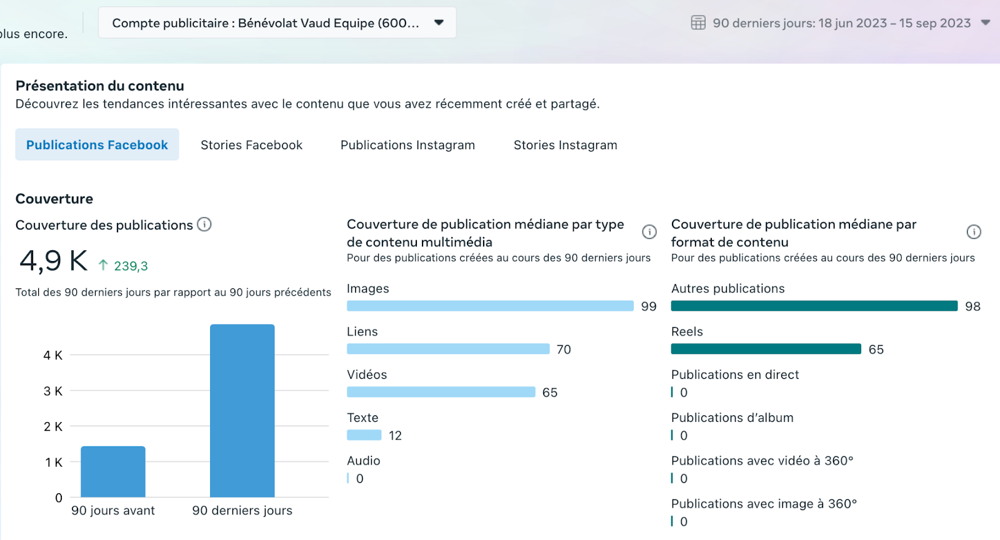 plus encore.
Compte publicitaire : Bénévolat Vaud Equipe (600...
90 derniers jours: 18 jun 2023 – 15 sep 2023
Présentation du contenu
Découvrez les tendances intéressantes avec le contenu que vous avez récemment créé et partagé.
Publications Facebook
Stories Facebook
Publications Instagram
Stories Instagram
Couverture
Couverture des publications
4,9 K ↑ 239,3
Total des 90 derniers jours par rapport au 90 jours précédents
4 K
3 K
2 K
1 K
0
90 jours avant
90 derniers jours
Couverture de publication médiane par type
de contenu multimédia
Pour des publications créées au cours des 90 derniers jours
Images
99
Liens
70
Vidéos
65
Texte
12
Audio
0
Couverture de publication médiane par
format de contenu
Pour des publications créées au cours des 90 derniers jours
Autres publications
98
Reels
65
Publications en direct
0
Publications d’album
0
Publications avec vidéo à 360°
0
Publications avec image à 360°
0